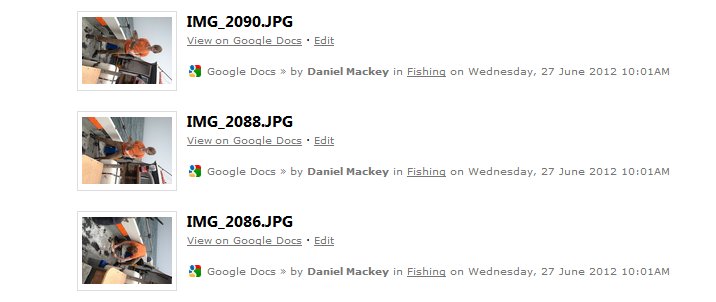 IMG_2090.JPG
View on Google Docs • Edit
Google Docs » by Daniel Mackey in Fishing on Wednesday, 27 June 2012 10:01AM
IMG_2088.JPG
View on Google Docs • Edit
Google Docs » by Daniel Mackey in Fishing on Wednesday, 27 June 2012 10:01AM
IMG_2086.JPG
View on Google Docs • Edit
Google Docs » by Daniel Mackey in Fishing on Wednesday, 27 June 2012 10:01AM